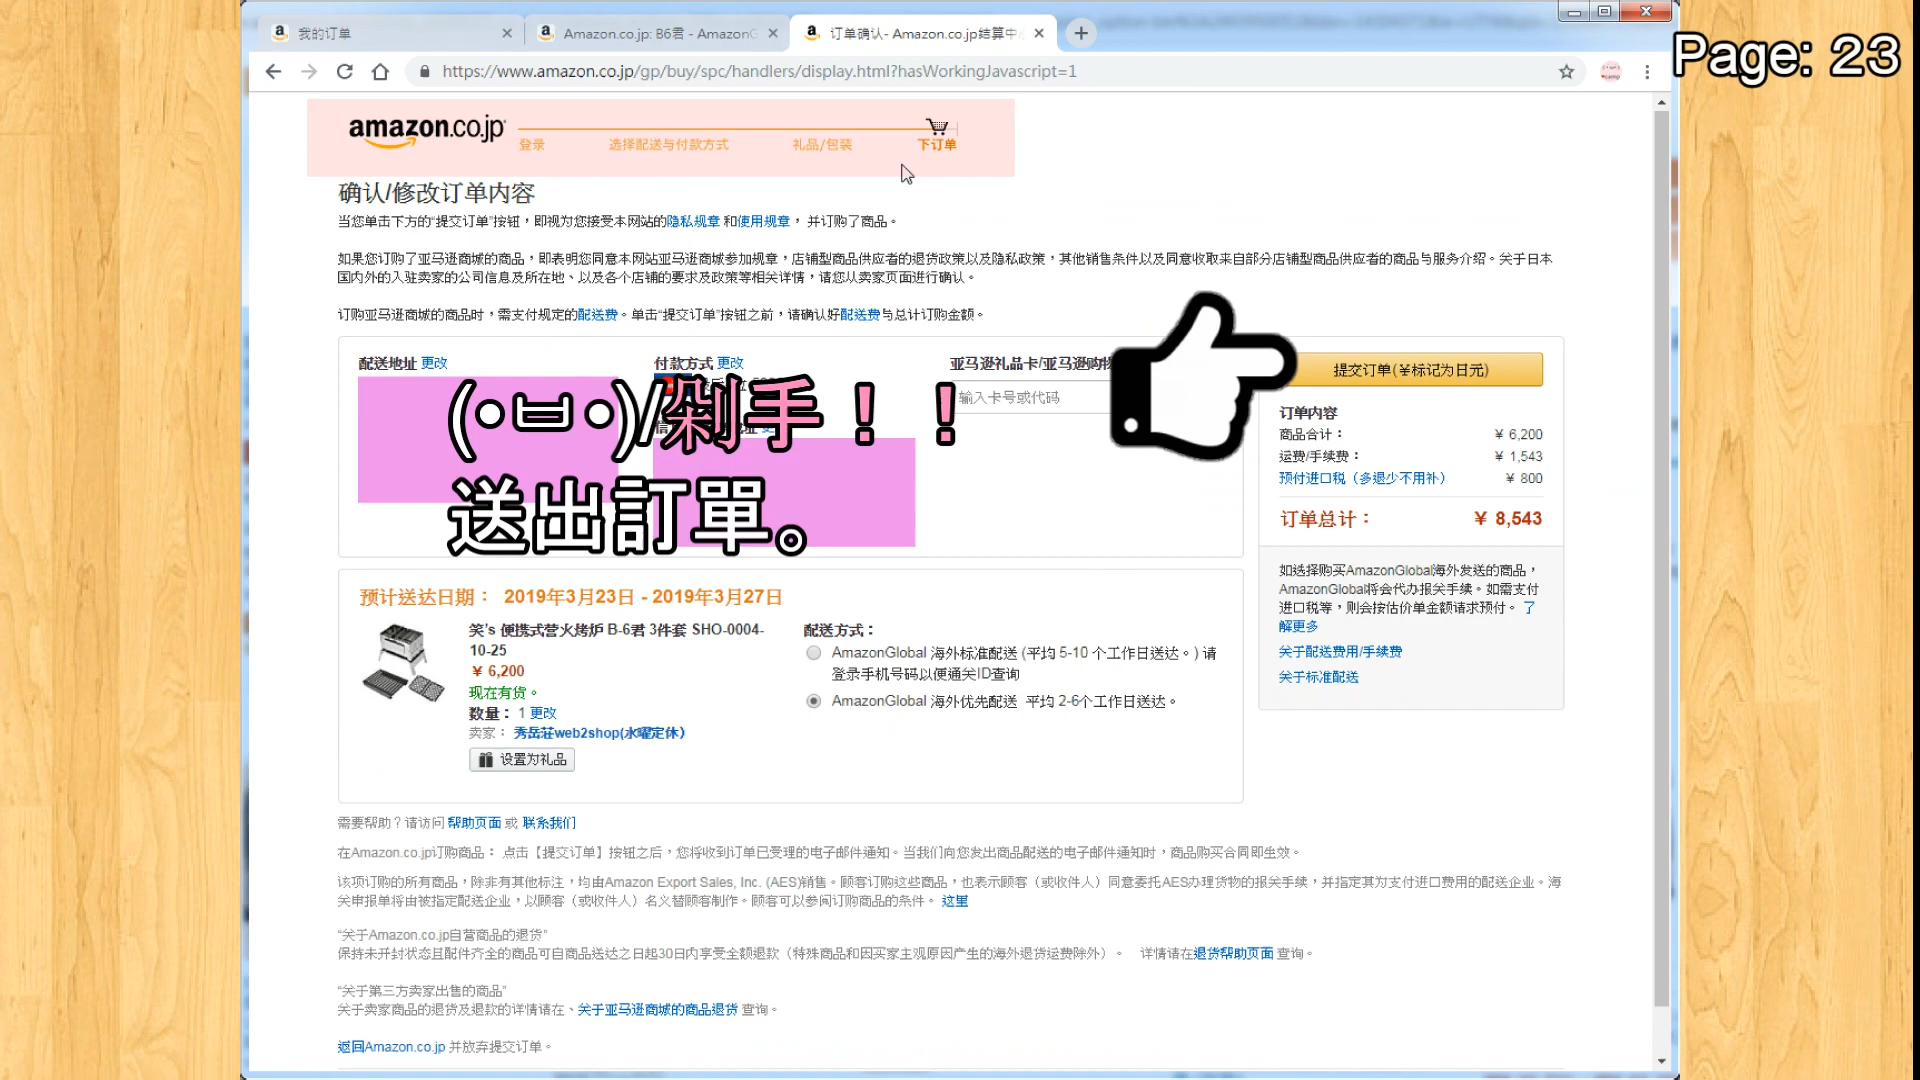 Page: 23
我的订单
Amazon.co.jp: B6君 - AmazonG
订单确认- Amazon.co.jp结算中
https://www.amazon.co.jp/gp/buy/spc/handlers/display.html?hasWorkingJavascript=1
amazon.co.jp
登录 选择配送与付款方式 礼品/包装 下订单
确认/修改订单内容
当您单击下方的“提交订单”按钮，即视为您接受本网站的隐私规章 和使用规章， 并订购了商品。
如果您订购了亚马逊商城的商品，即表明您同意本网站亚马逊商城参加规章，店铺型商品供应者的退货政策以及隐私政策，其他销售条件以及同意收取来自部分店铺型商品供应者的商品与服务介绍。关于日本
国内外的入驻卖家的公司信息及所在地、以及各个店铺的要求及政策等相关详情，请您从卖家页面进行确认。
订购亚马逊商城的商品时，需支付规定的配送费。单击“提交订单”按钮之前，请确认好配送费与总计订购金额。
配送地址 更改
付款方式 更改
亚马逊礼品卡/亚马逊购物
输入卡号或代码
(•ㅂ•)/剁手！！
送出訂單。
提交订单(￥标记为日元)
订单内容
商品合计： ￥ 6,200
运费/手续费： ￥ 1,543
预付进口税（多退少不用补） ￥ 800
订单总计： ￥ 8,543
如选择购买AmazonGlobal海外发送的商品，
AmazonGlobal将会代办报关手续。如需支付
进口税等，则会按估价单金额请求预付。 了
解更多
关于配送费用/手续费
关于标准配送
预计送达日期： 2019年3月23日 - 2019年3月27日
笑's 便携式营火烤炉 B-6君 3件套 SHO-0004-
10-25
￥ 6,200
现在有货。
数量： 1 更改
卖家： 秀岳荘web2shop(水曜定休)
设置为礼品
配送方式：
AmazonGlobal 海外标准配送 (平均 5-10 个工作日送达。) 请
登录手机号码以便通关ID查询
AmazonGlobal 海外优先配送 平均 2-6个工作日送达。
需要帮助？请访问 帮助页面 或 联系我们
在Amazon.co.jp订购商品： 点击【提交订单】按钮之后，您将收到订单已受理的电子邮件通知。当我们向您发出商品配送的电子邮件通知时，商品购买合同即生效。
该项订购的所有商品，除非有其他标注，均由Amazon Export Sales, Inc. (AES)销售。顾客订购这些商品，也表示顾客（或收件人）同意委托AES办理货物的报关手续，并指定其为支付进口费用的配送企业。海
关申报单将由被指定配送企业，以顾客（或收件人）名义替顾客制作。顾客可以参阅订购商品的条件。 这里
“关于Amazon.co.jp自营商品的退货”
保持未开封状态且配件齐全的商品可自商品送达之日起30日内享受全额退款（特殊商品和因买家主观原因产生的海外退货运费除外）。 详情请在退货帮助页面 查询。
“关于第三方卖家出售的商品”
关于卖家商品的退货及退款的详情请在、关于亚马逊商城的商品退货 查询。
返回Amazon.co.jp 并放弃提交订单。